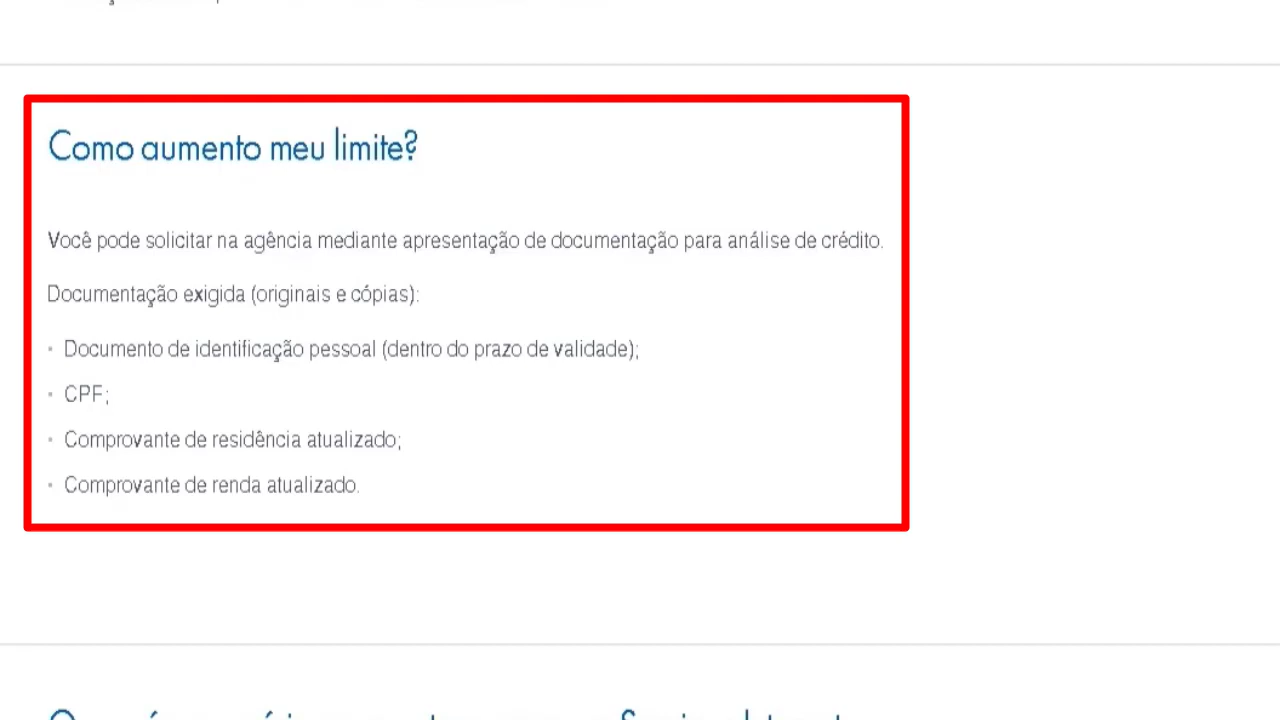 Como aumento meu limite?
Você pode solicitar na agência mediante apresentação de documentação para análise de crédito.
Documentação exigida (originais e cópias):
• Documento de identificação pessoal (dentro do prazo de validade);
• CPF;
• Comprovante de residência atualizado;
• Comprovante de renda atualizado.